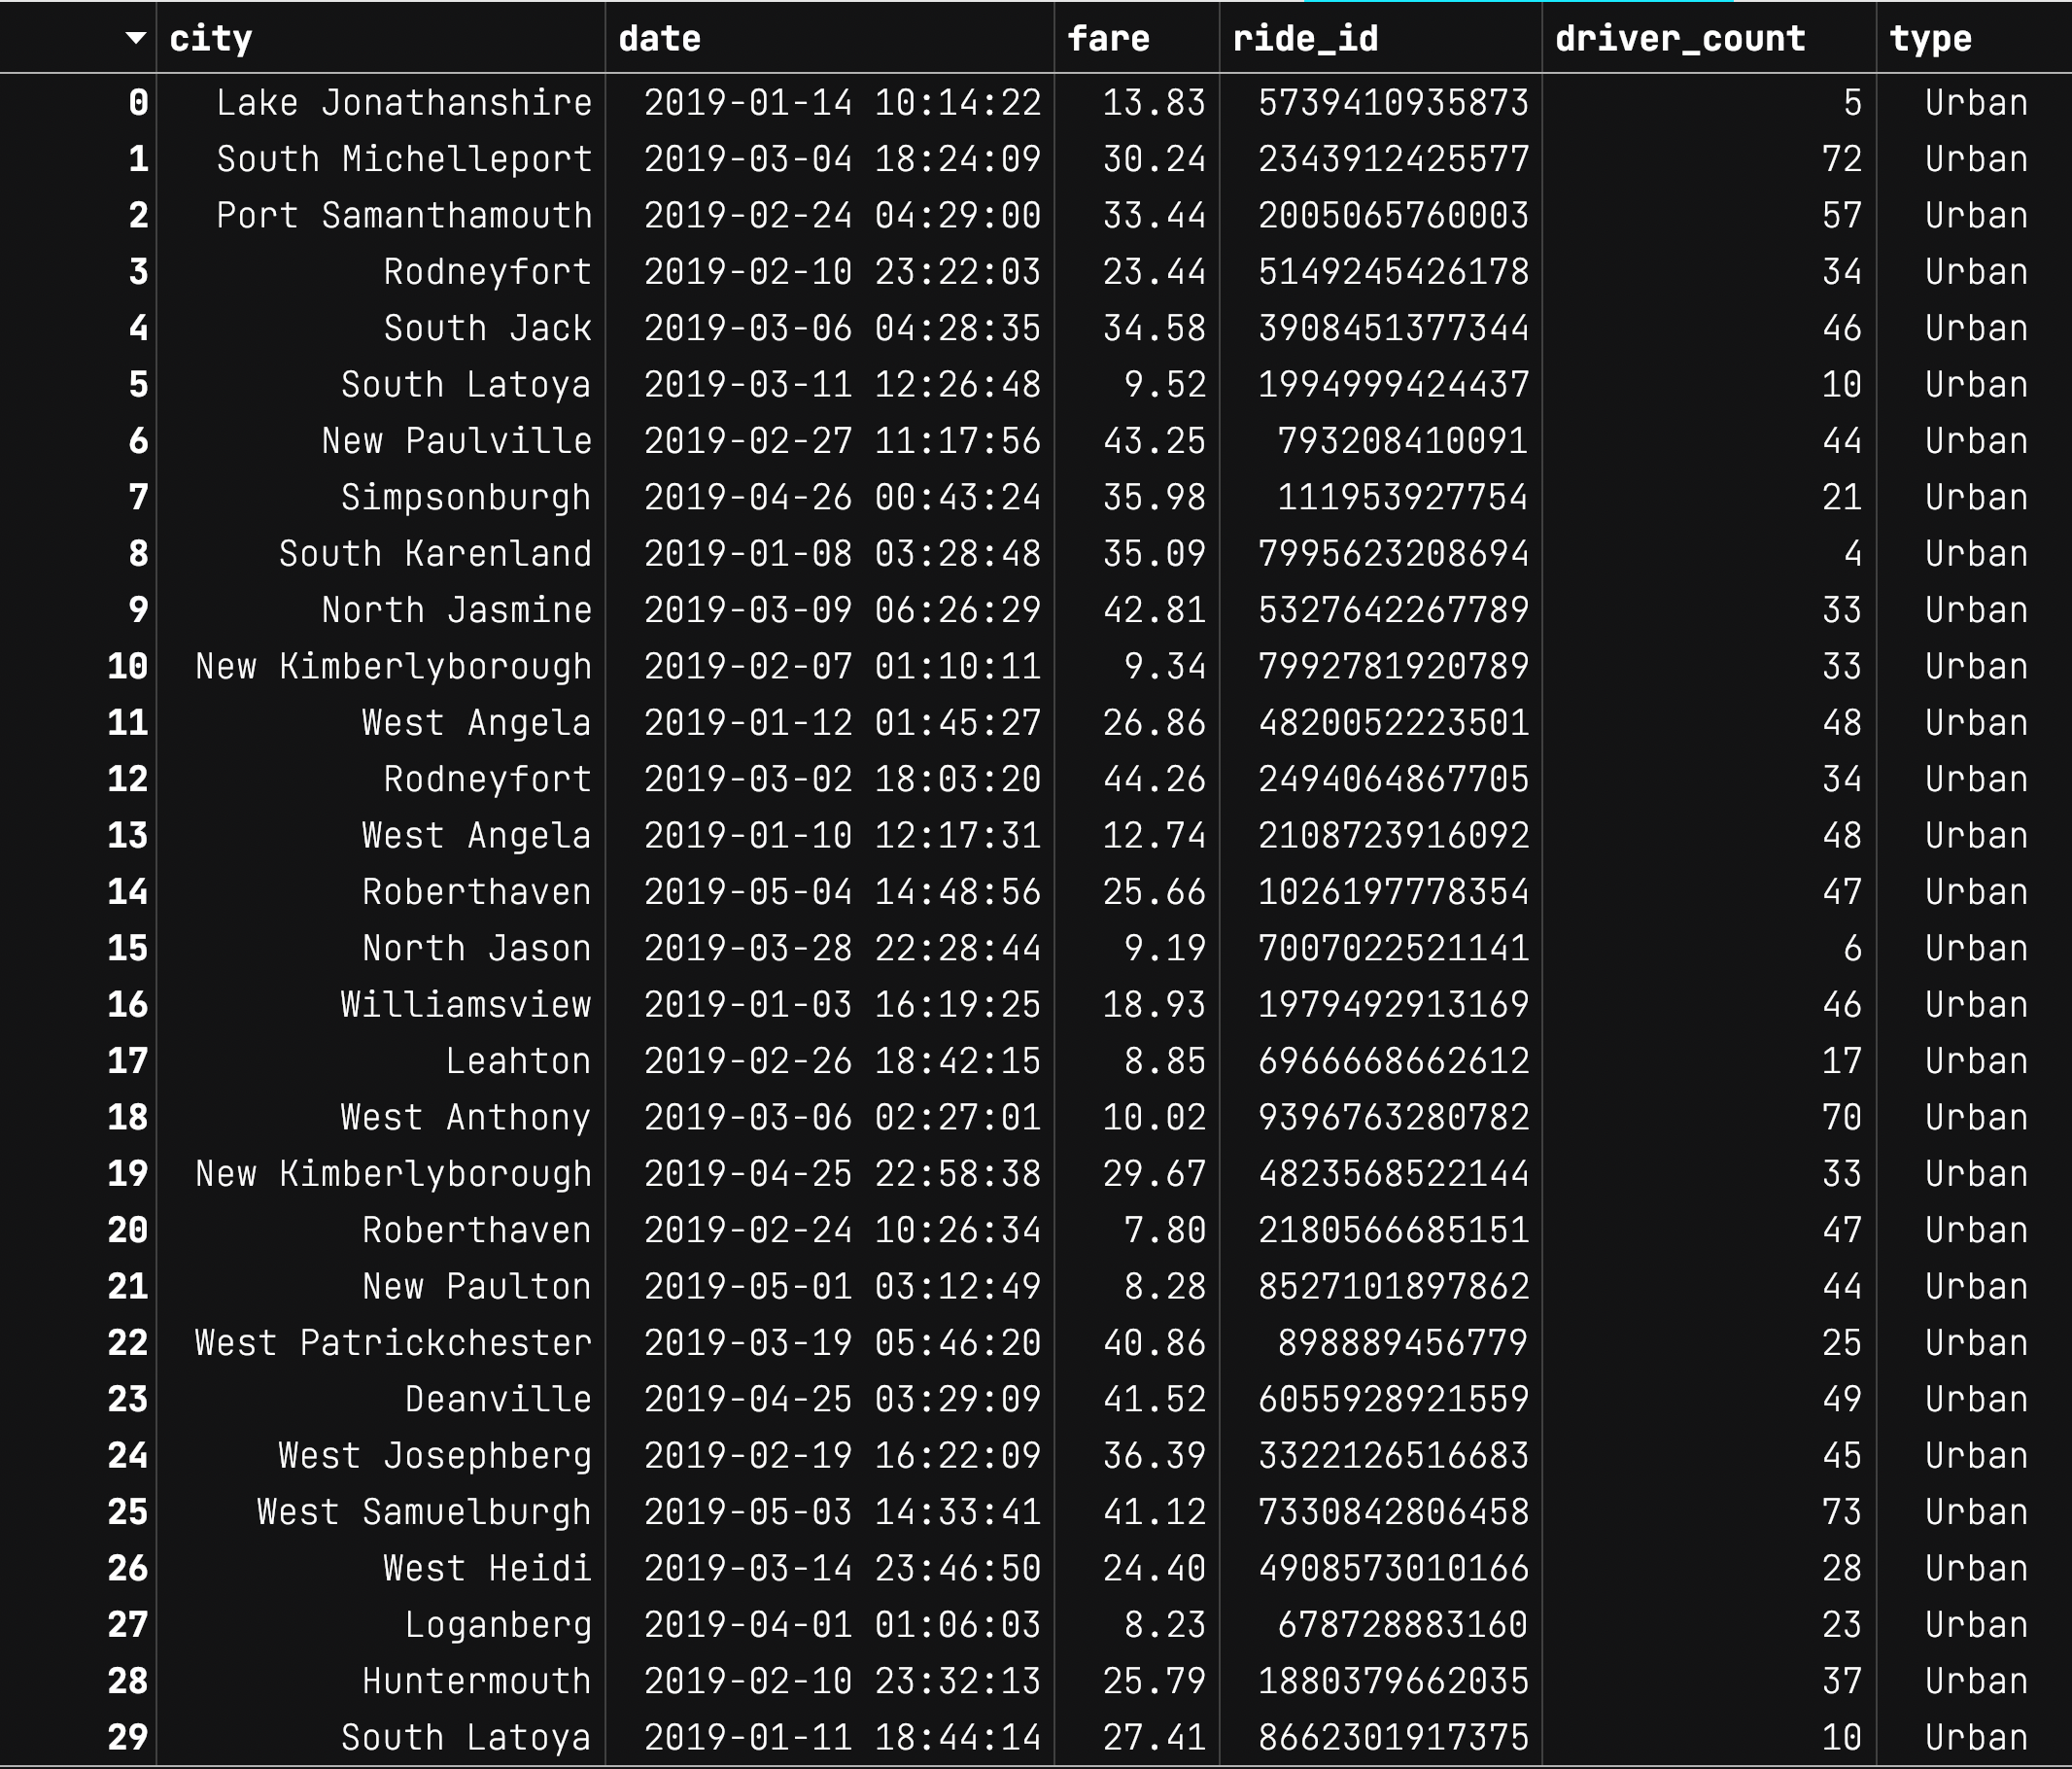 city date fare ride_id driver_count type
0 Lake Jonathanshire 2019-01-14 10:14:22 13.83 5739410935873 5 Urban
1 South Michelleport 2019-03-04 18:24:09 30.24 2343912425577 72 Urban
2 Port Samanthamouth 2019-02-24 04:29:00 33.44 2005065760003 57 Urban
3 Rodneyfort 2019-02-10 23:22:03 23.44 5149245426178 34 Urban
4 South Jack 2019-03-06 04:28:35 34.58 3908451377344 46 Urban
5 South Latoya 2019-03-11 12:26:48 9.52 1994999424437 10 Urban
6 New Paulville 2019-02-27 11:17:56 43.25 793208410091 44 Urban
7 Simpsonburgh 2019-04-26 00:43:24 35.98 111953927754 21 Urban
8 South Karenland 2019-01-08 03:28:48 35.09 7995623208694 4 Urban
9 North Jasmine 2019-03-09 06:26:29 42.81 5327642267789 33 Urban
10 New Kimberlyborough 2019-02-07 01:10:11 9.34 7992781920789 33 Urban
11 West Angela 2019-01-12 01:45:27 26.86 4820052223501 48 Urban
12 Rodneyfort 2019-03-02 18:03:20 44.26 2494064867705 34 Urban
13 West Angela 2019-01-10 12:17:31 12.74 2108723916092 48 Urban
14 Roberthaven 2019-05-04 14:48:56 25.66 1026197778354 47 Urban
15 North Jason 2019-03-28 22:28:44 9.19 7007022521141 6 Urban
16 Williamsview 2019-01-03 16:19:25 18.93 1979492913169 46 Urban
17 Leahton 2019-02-26 18:42:15 8.85 6966668662612 17 Urban
18 West Anthony 2019-03-06 02:27:01 10.02 9396763280782 70 Urban
19 New Kimberlyborough 2019-04-25 22:58:38 29.67 4823568522144 33 Urban
20 Roberthaven 2019-02-24 10:26:34 7.80 2180566685151 47 Urban
21 New Paulton 2019-05-01 03:12:49 8.28 8527101897862 44 Urban
22 West Patrickchester 2019-03-19 05:46:20 40.86 898889456779 25 Urban
23 Deanville 2019-04-25 03:29:09 41.52 6055928921559 49 Urban
24 West Josephberg 2019-02-19 16:22:09 36.39 3322126516683 45 Urban
25 West Samuelburgh 2019-05-03 14:33:41 41.12 7330842806458 73 Urban
26 West Heidi 2019-03-14 23:46:50 24.40 4908573010166 28 Urban
27 Loganberg 2019-04-01 01:06:03 8.23 678728883160 23 Urban
28 Huntermouth 2019-02-10 23:32:13 25.79 1880379662035 37 Urban
29 South Latoya 2019-01-11 18:44:14 27.41 8662301917375 10 Urban